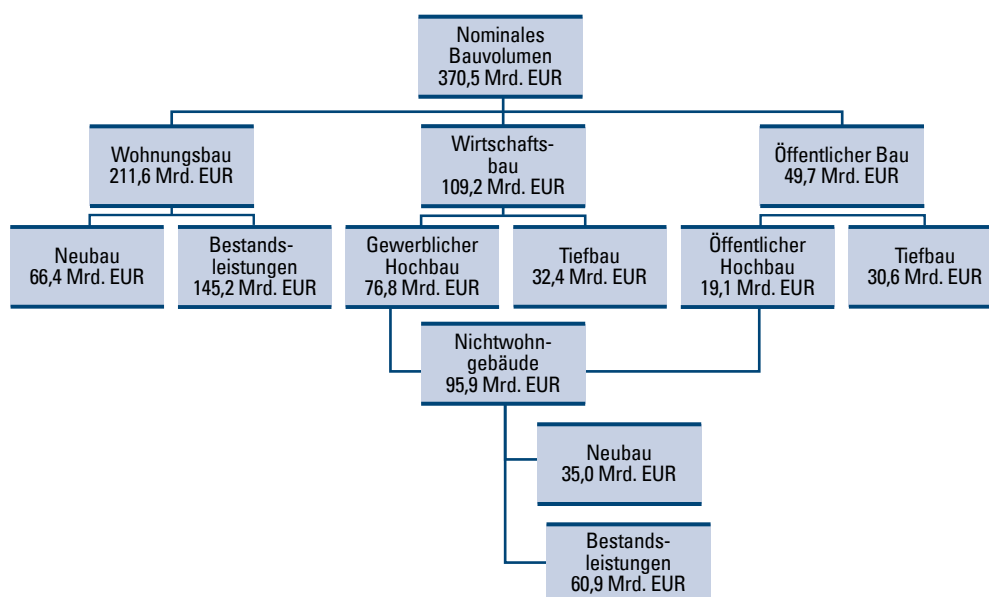 Nominales
Bauvolumen
370,5 Mrd. EUR
Wohnungsbau
211,6 Mrd. EUR
Wirtschafts-
bau
109,2 Mrd. EUR
Öffentlicher Bau
49,7 Mrd. EUR
Neubau
66,4 Mrd. EUR
Bestands-
leistungen
145,2 Mrd. EUR
Gewerblicher
Hochbau
76,8 Mrd. EUR
Tiefbau
32,4 Mrd. EUR
Öffentlicher
Hochbau
19,1 Mrd. EUR
Tiefbau
30,6 Mrd. EUR
Nichtwohn-
gebäude
95,9 Mrd. EUR
Neubau
35,0 Mrd. EUR
Bestands-
leistungen
60,9 Mrd. EUR